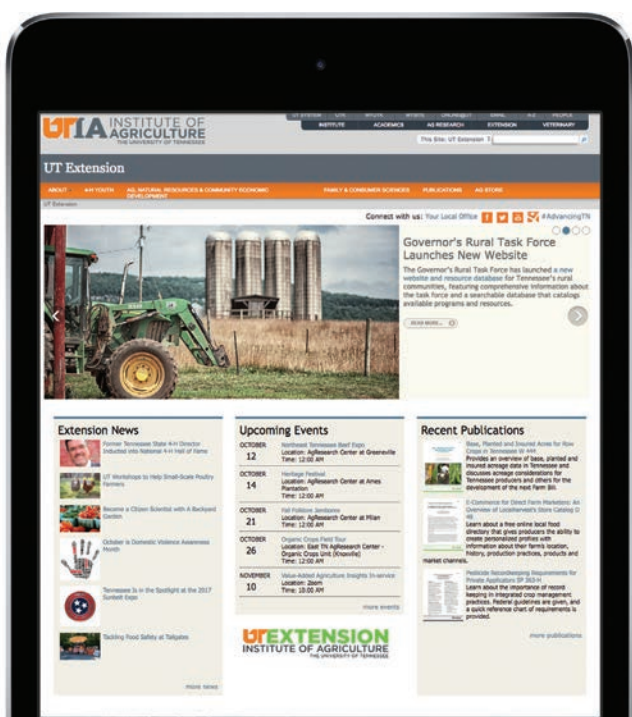 UTIA INSTITUTE OF
AGRICULTURE
THE UNIVERSITY OF TENNESSEE
UT SYSTEM
INSTITUTE ACADEMICS AG RESEARCH EXTENSION VETERINARY
This Site: UT Extension
UT Extension
ABOUT 4-H YOUTH AG, NATURAL RESOURCES & COMMUNITY ECONOMIC
DEVELOPMENT
FAMILY & CONSUMER SCIENCES PUBLICATIONS AG STORE
UT Extension
Connect with us: Your Local Office #AdvancingTN
Governor's Rural Task Force
Launches New Website
The Governor's Rural Task Force has launched a new
website and resource database for Tennessee's rural
communities, featuring comprehensive information about
the task force and a searchable database that catalogs
available programs and resources.
READ MORE...
Extension News
Former Tennessee State 4-H Director
Inducted into National 4-H Hall of Fame
UT Workshops to Help Small-Scale Poultry
Farmers
Become a Citizen Scientist with A Backyard
Garden
October is Domestic Violence Awareness
Month
Tennessee Is in the Spotlight at the 2017
Sunbelt Expo
Tackling Food Safety at Tailgates
more news
Upcoming Events
OCTOBER
12
Northeast Tennessee Beef Expo
Location: AgResearch Center at Greeneville
Time: 12:00 AM
OCTOBER
14
Heritage Festival
Location: AgResearch Center at Ames
Plantation
Time: 12:00 AM
OCTOBER
21
Fall Folklore Jamboree
Location: AgResearch Center at Milan
Time: 12:00 AM
OCTOBER
26
Organic Crops Field Tour
Location: East TN AgResearch Center -
Organic Crops Unit (Knoxville)
Time: 12:00 AM
NOVEMBER
10
Value-Added Agriculture Insights In-service
Location: Zoom
Time: 10:00 AM
more events
UTEXTENSION
INSTITUTE OF AGRICULTURE
THE UNIVERSITY OF TENNESSEE
Recent Publications
Base, Planted and Insured Acres for Row
Crops in Tennessee W 444
Provides an overview of base, planted and
insured acreage data in Tennessee and
discusses acreage considerations for
Tennessee producers and others for the
development of the next Farm Bill.
E-Commerce for Direct Farm Marketers: An
Overview of LocalHarvest's Store Catalog D
48
Learn about a free online local food
directory that gives producers the ability to
create personalized profiles with
information about their farm's location,
history, production practices, products and
market channels.
Pesticide Recordkeeping Requirements for
Private Applicators SP 383-H
Learn about the importance of record
keeping in integrated crop management
practices. Federal guidelines are given, and
a quick reference chart of requirements is
provided.
more publications